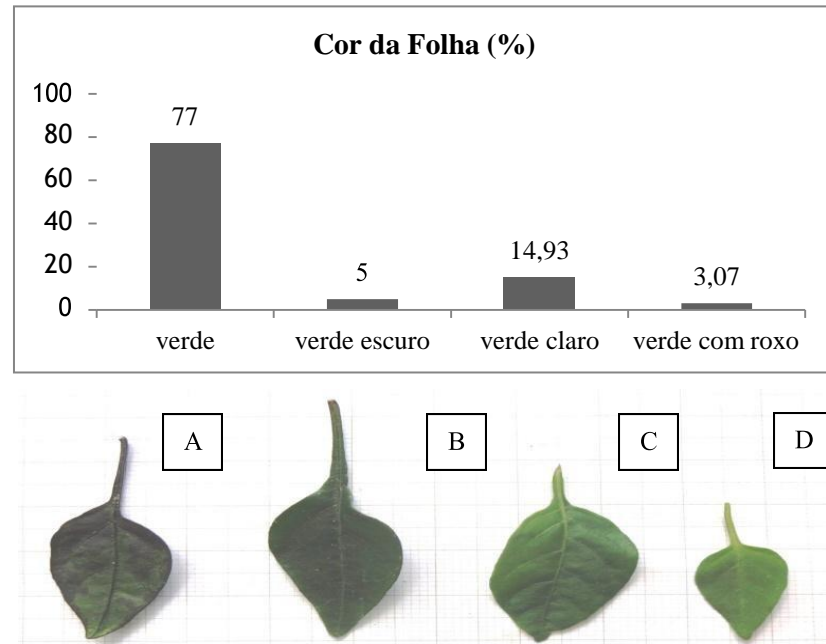 Cor da Folha (%)
100
80
60
40
20
0
77
5
14,93
3,07
verde
verde escuro
verde claro
verde com roxo
A
B
C
D